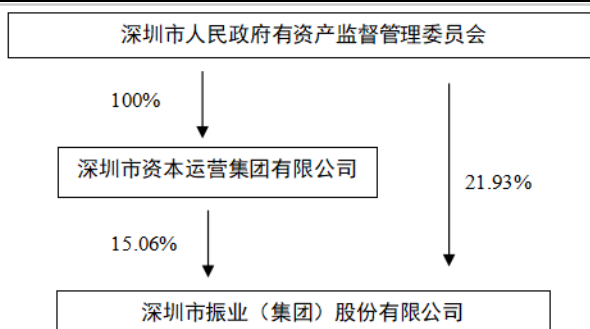 深圳市人民政府有资产监督管理委员会
100%
深圳市资本运营集团有限公司
21.93%
15.06%
深圳市振业（集团）股份有限公司